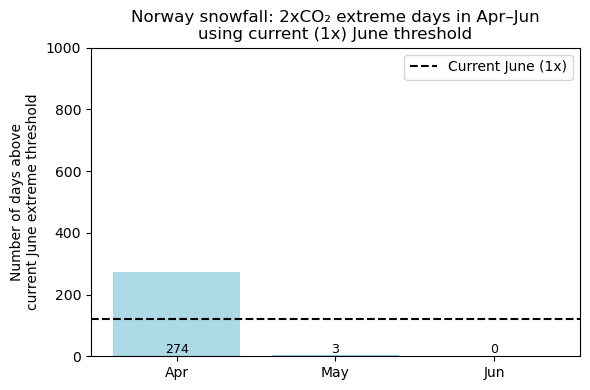 Norway snowfall: 2xCO₂ extreme days in Apr–Jun
using current (1x) June threshold
Number of days above
current June extreme threshold
1000
800
600
400
200
0
Current June (1x)
274
3
0
Apr
May
Jun